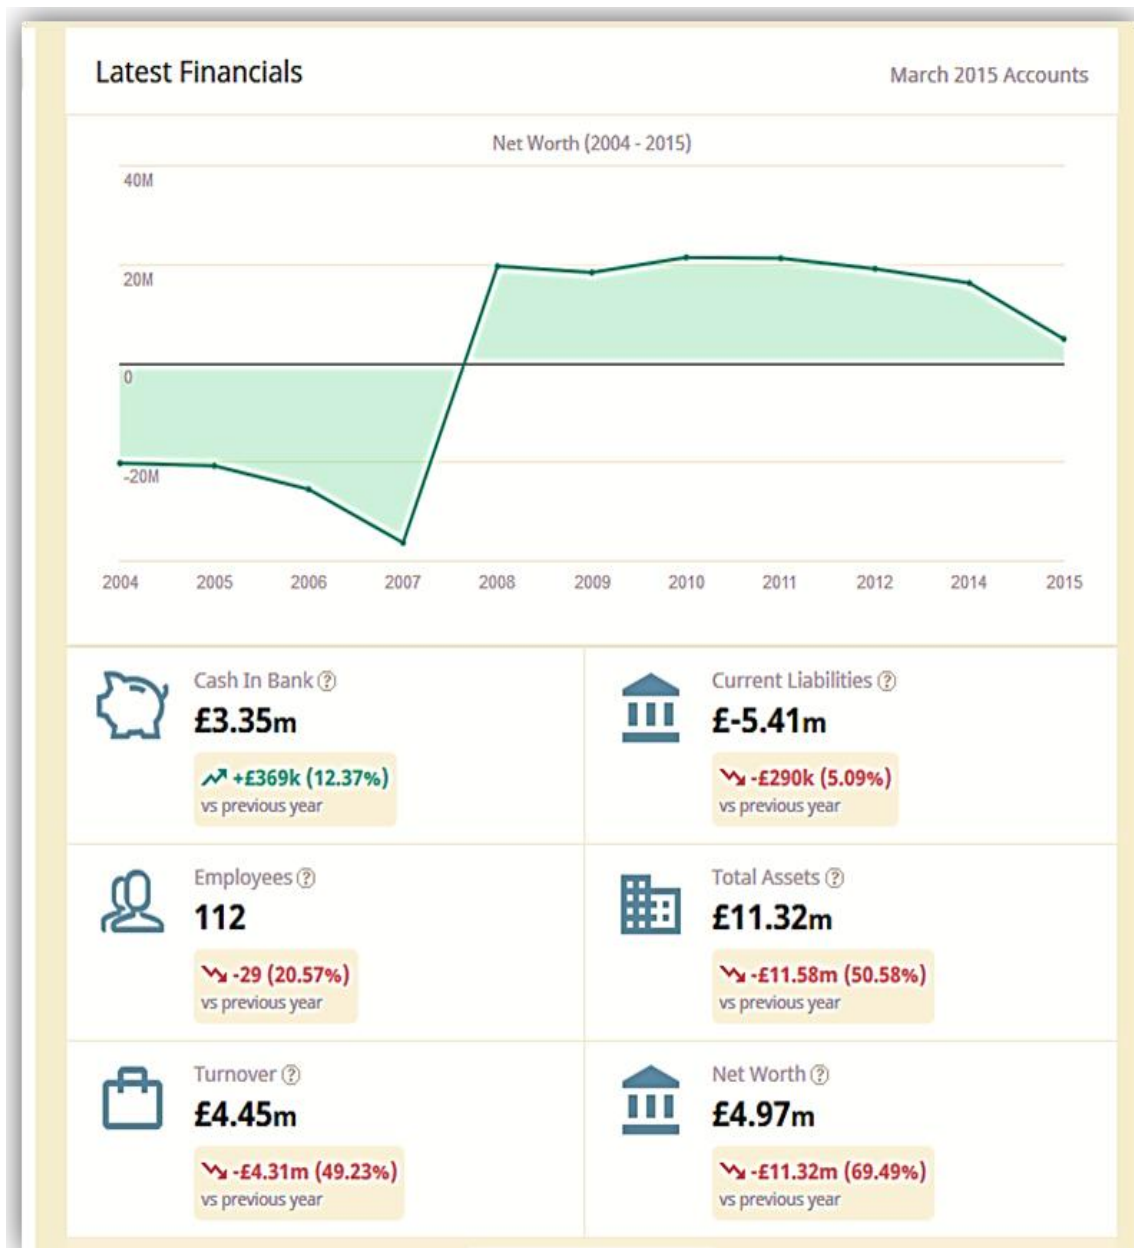 Latest Financials
March 2015 Accounts
Net Worth (2004 - 2015)
40M
20M
0
-20M
2004 2005 2006 2007 2008 2009 2010 2011 2012 2014 2015
Cash In Bank ?
£3.35m
+£369k (12.37%)
vs previous year
Current Liabilities ?
£-5.41m
-£290k (5.09%)
vs previous year
Employees ?
112
-29 (20.57%)
vs previous year
Total Assets ?
£11.32m
-£11.58m (50.58%)
vs previous year
Turnover ?
£4.45m
-£4.31m (49.23%)
vs previous year
Net Worth ?
£4.97m
-£11.32m (69.49%)
vs previous year